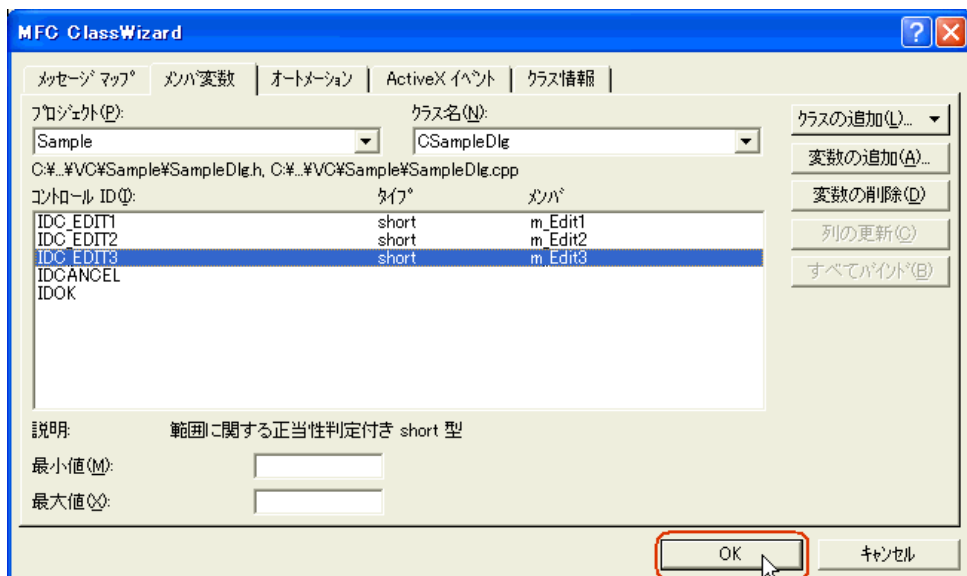 MFC ClassWizard
メッセージ マップ メンバ変数 オートメーション ActiveX イベント クラス情報
プロジェクト(P): クラス名(N):
Sample CSampleDlg
クラスの追加(L)...
C:¥...¥VC¥Sample¥SampleDlg.h, C:¥...¥VC¥Sample¥SampleDlg.cpp
変数の追加(A)...
コントロール ID(I): タイプ メンバ
変数の削除(D)
IDC_EDIT1 short m_Edit1
IDC_EDIT2 short m_Edit2
列の更新(C)
IDC_EDIT3 short m_Edit3
IDCANCEL
すべてバインド(B)
IDOK
説明: 範囲に関する正当性判定付き short 型
最小値(M):
最大値(X):
OK キャンセル